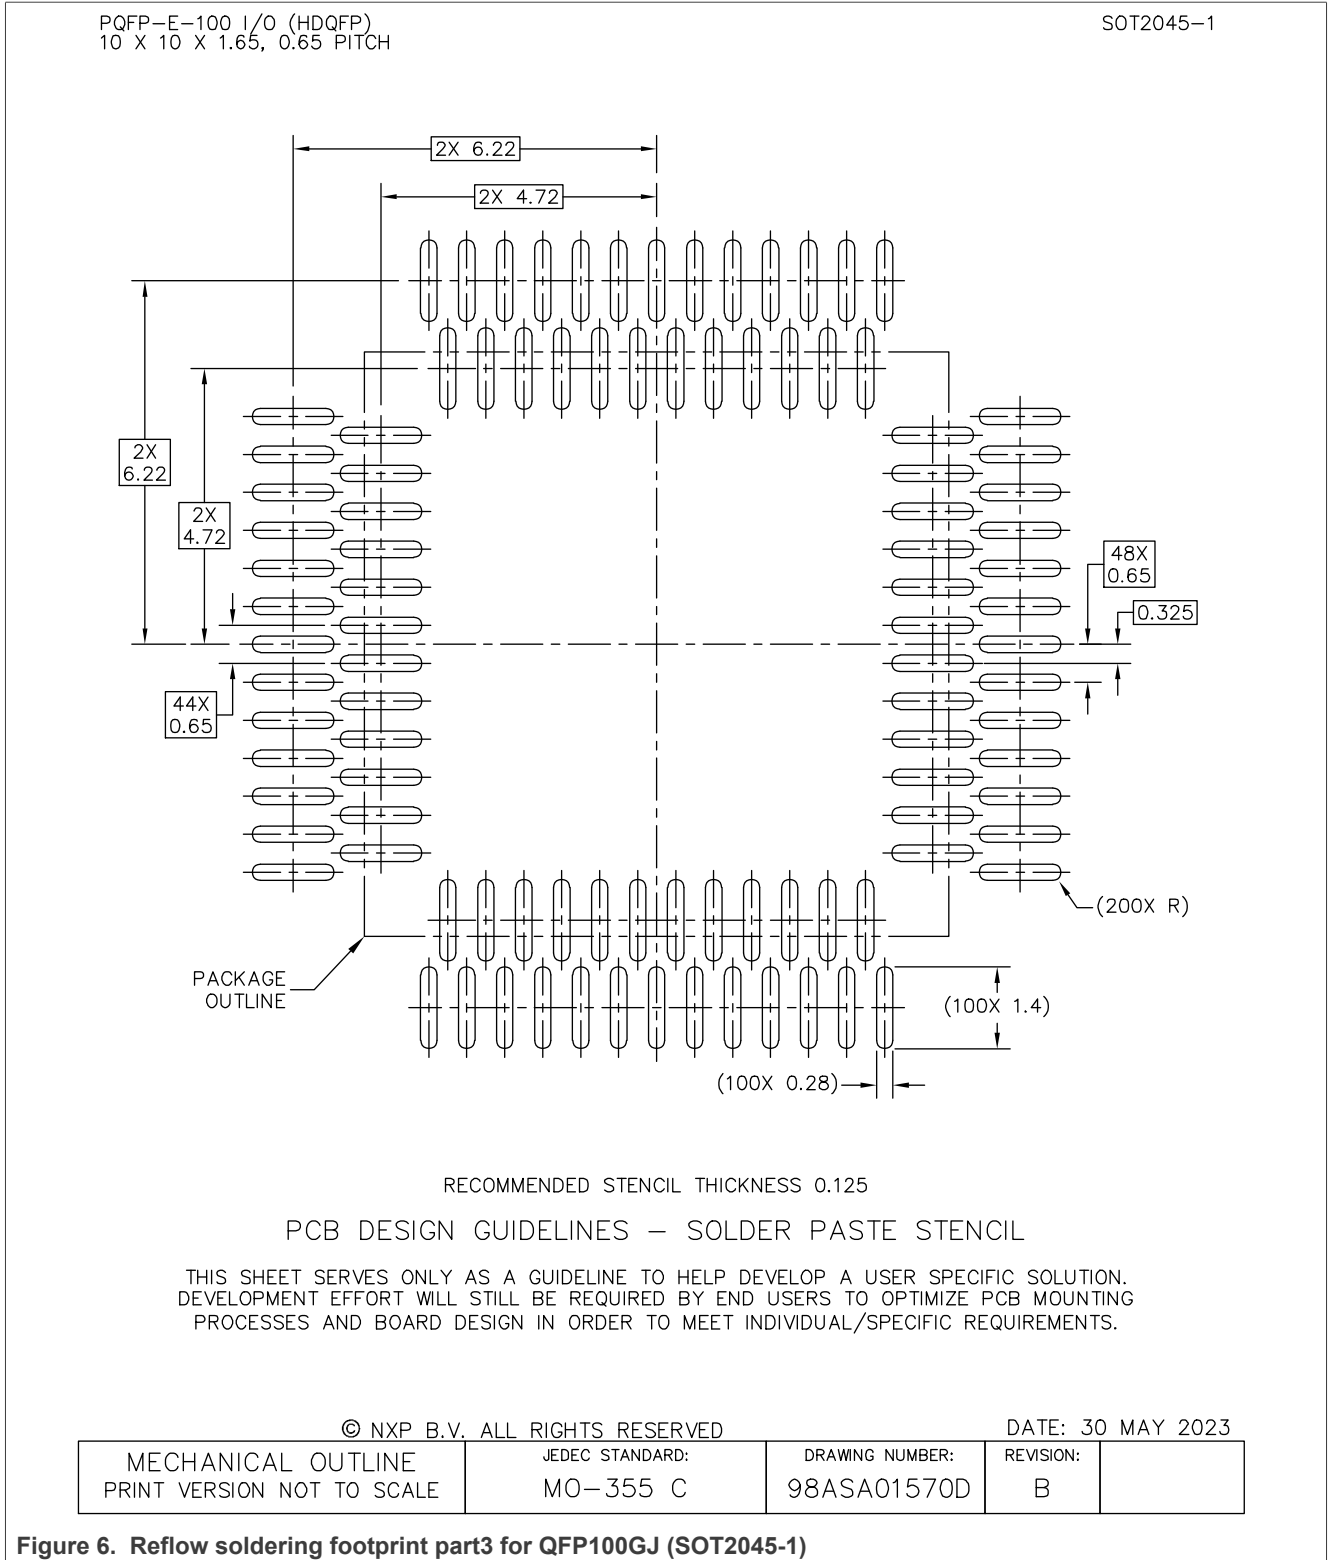 PQFP-E-100 I/O (HDQFP)
SOT2045-1
10 X 10 X 1.65, 0.65 PITCH
2X 6.22
2X 4.72
2X
6.22
2X
4.72
48X
0.65
0.325
44X
0.65
(200X R)
PACKAGE
OUTLINE
(100X 1.4)
(100X 0.28)
RECOMMENDED STENCIL THICKNESS 0.125
PCB DESIGN GUIDELINES – SOLDER PASTE STENCIL
THIS SHEET SERVES ONLY AS A GUIDELINE TO HELP DEVELOP A USER SPECIFIC SOLUTION.
DEVELOPMENT EFFORT WILL STILL BE REQUIRED BY END USERS TO OPTIMIZE PCB MOUNTING
PROCESSES AND BOARD DESIGN IN ORDER TO MEET INDIVIDUAL/SPECIFIC REQUIREMENTS.
© NXP B.V. ALL RIGHTS RESERVED
DATE: 30 MAY 2023
MECHANICAL OUTLINE
PRINT VERSION NOT TO SCALE
JEDEC STANDARD:
MO-355 C
DRAWING NUMBER:
98ASA01570D
REVISION:
B
Figure 6. Reflow soldering footprint part3 for QFP100GJ (SOT2045-1)